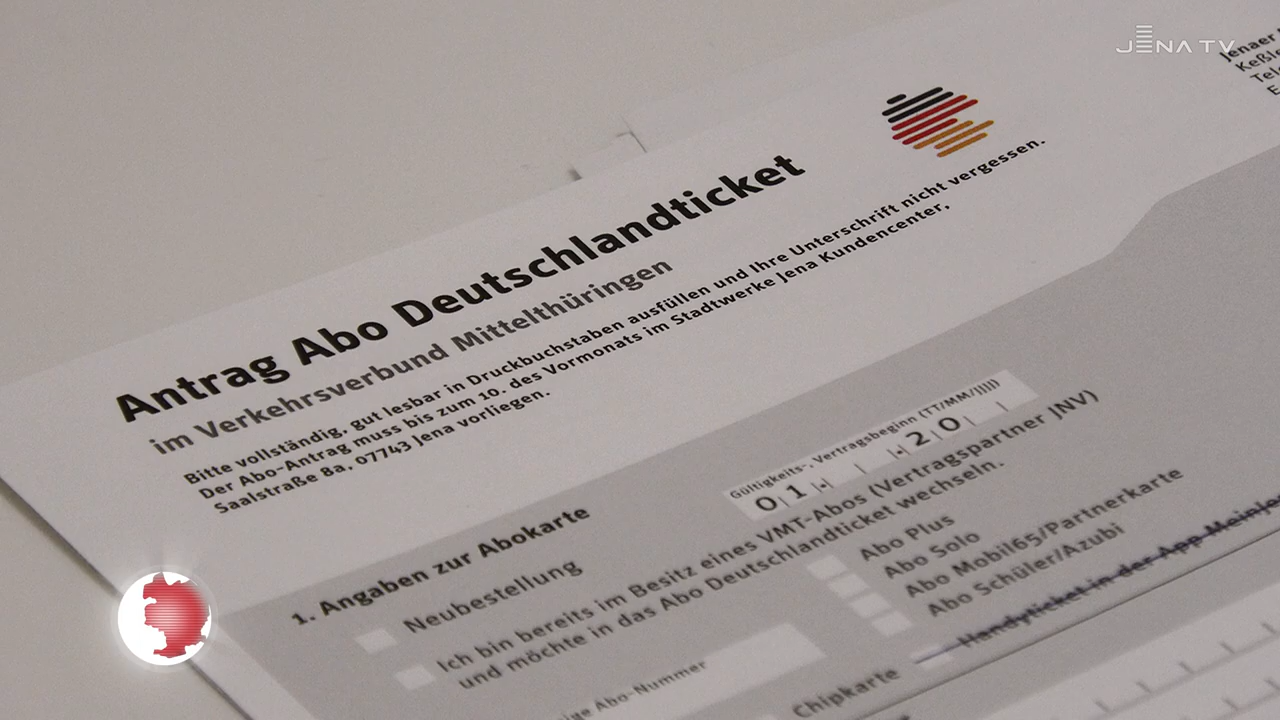 JENA TV
Jenaer
Antrag Abo Deutschlandticket
im Verkehrsverbund Mittelthüringen
Bitte vollständig, gut lesbar in Druckbuchstaben ausfüllen und Ihre Unterschrift nicht vergessen.
Der Abo-Antrag muss bis zum 10. des Vormonats im Stadtwerke Jena Kundencenter,
Saalstraße 8a, 07743 Jena vorliegen.
1. Angaben zur Abokarte
Gültigkeits-, Vertragsbeginn (TT/MM/JJJJ)
01. . 20
Neubestellung
Ich bin bereits im Besitz eines VMT-Abos (Vertragspartner JNV)
und möchte in das Abo Deutschlandticket wechseln.
Abo Plus
Abo Solo
Abo Mobil65/Partnerkarte
Abo Schüler/Azubi
Abo-Nummer
Chipkarte
Handyticket in der App